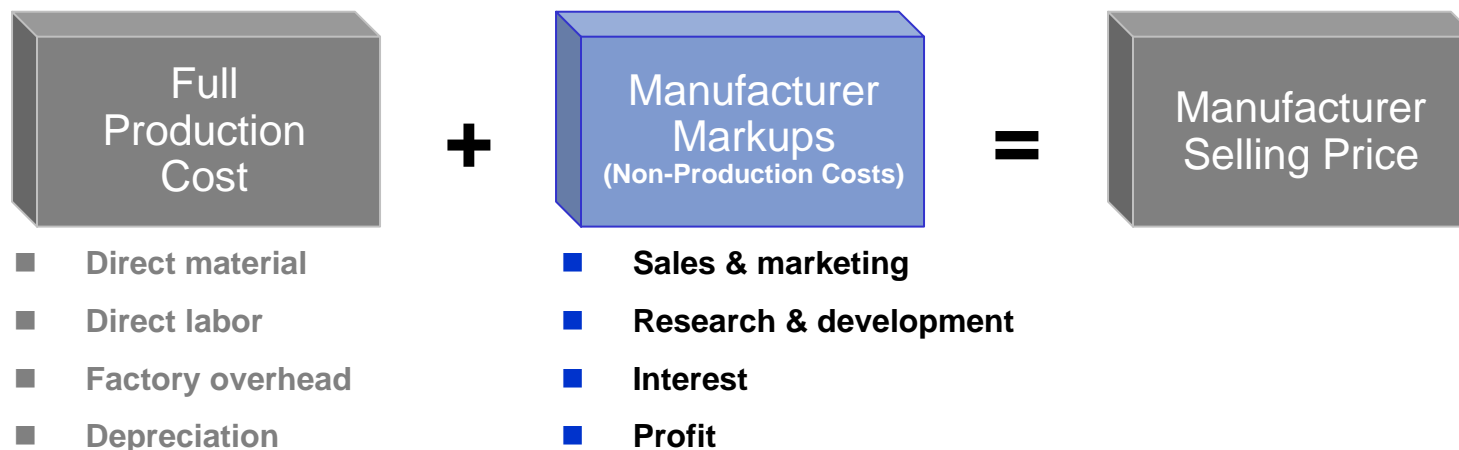 Full
Production
Cost
+
Manufacturer
Markups
(Non-Production Costs)
=
Manufacturer
Selling Price
Direct material
Direct labor
Factory overhead
Depreciation
Sales & marketing
Research & development
Interest
Profit